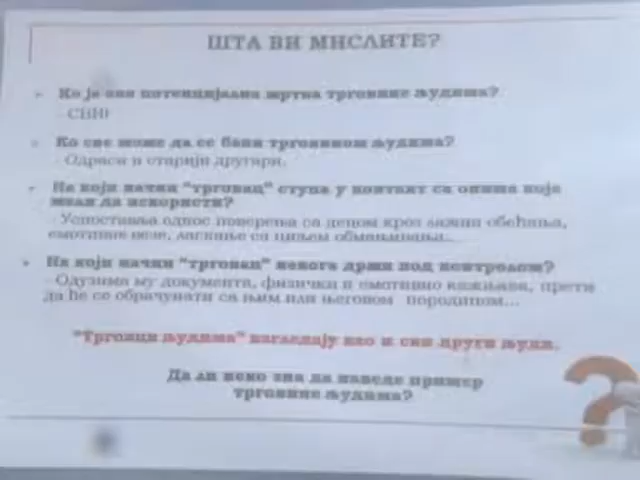 ШТА ВИ МИСЛИТЕ?
Ко је све потенцијална жртва трговине људима?
- СВИ!
Ко све може да се бави трговином људима?
- Одрасли и старији другари.
На који начин "трговац" ступа у контакт са онима које
жели да искористи?
- Успоставља однос поверења са децом кроз лажна обећања,
емотивне везе, ласкање са циљем обмањивања...
На који начин "трговац" некога држи под контролом?
- Одузима му документа, физички и емотивно кажњава, прети
да ће се обрачунати са њим или његовом породицом...
"Трговци људима" изгледају као и сви други људи.
Да ли неко зна да наведе пример
трговине људима?